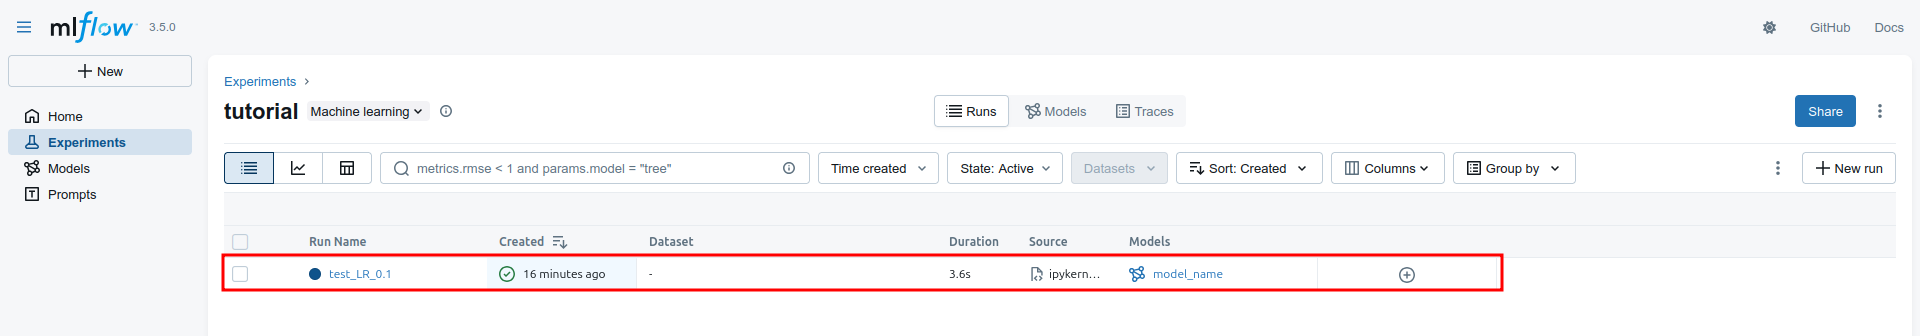 mlflow 3.5.0 GitHub Docs
New
Home
Experiments
Models
Prompts
Experiments
tutorial Machine learning Runs Models Traces Share
metrics.rmse < 1 and params.model = "tree" Time created State: Active Datasets Sort: Created Columns Group by New run
Run Name Created Dataset Duration Source Models
test_LR_0.1 16 minutes ago - 3.6s ipykern... model_name